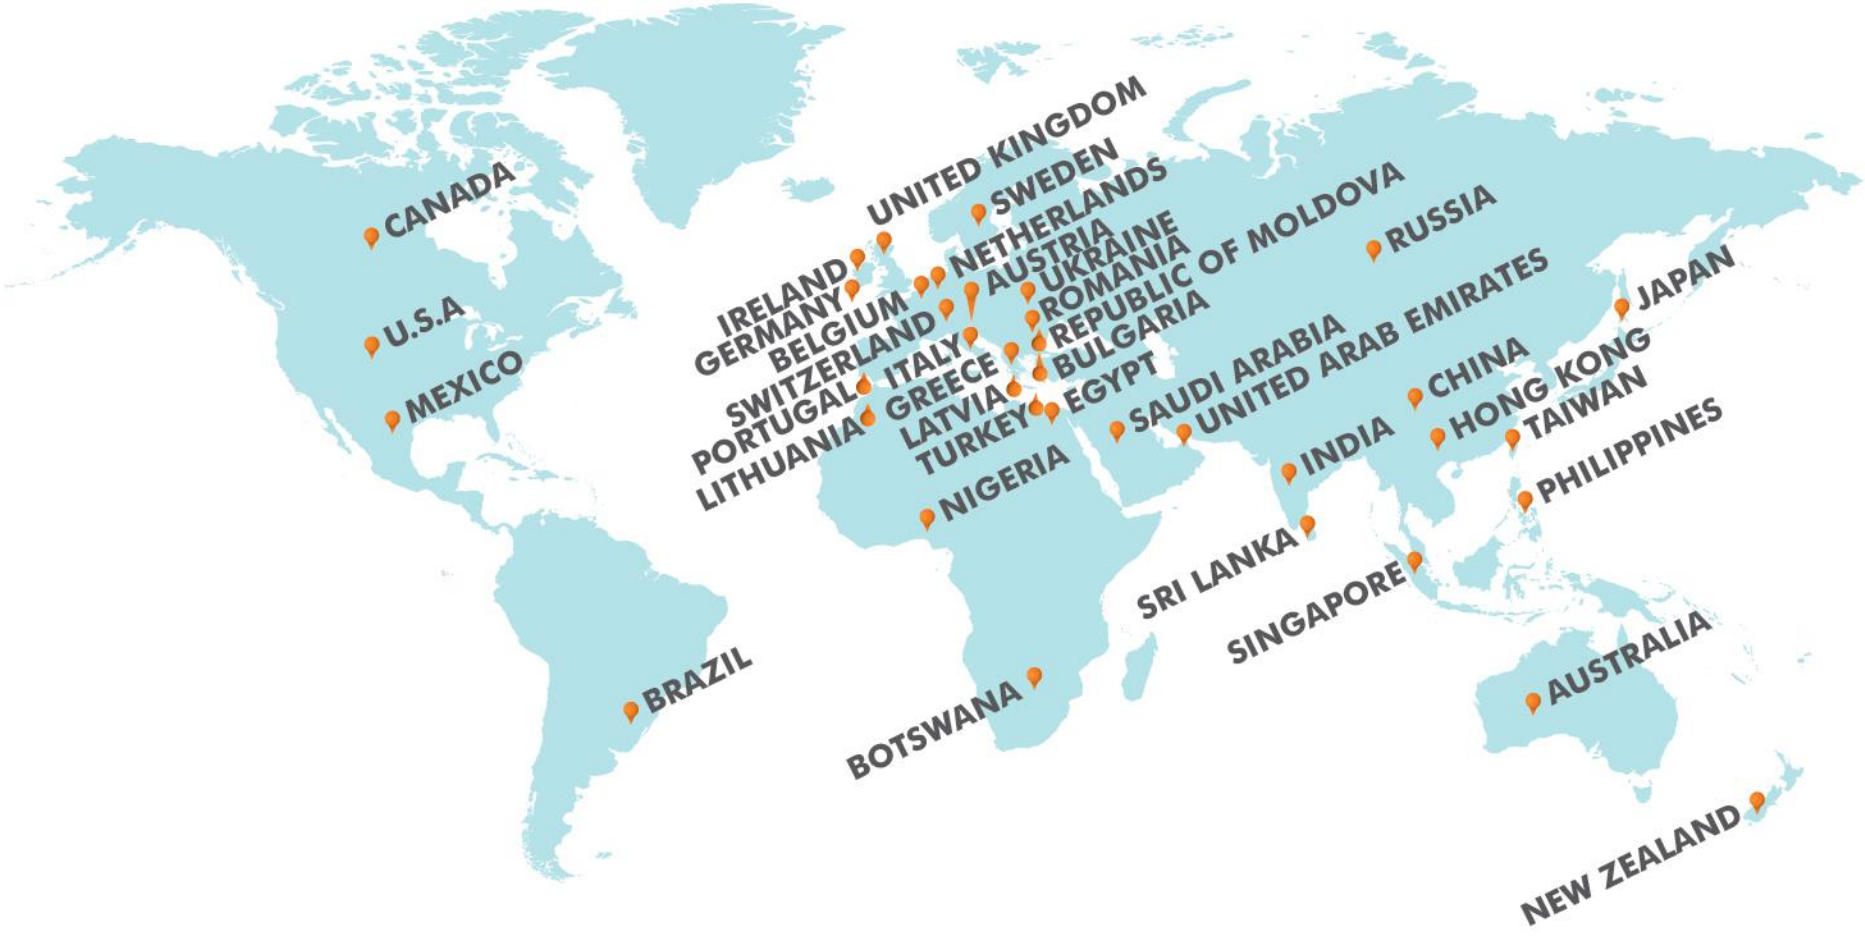 CANADA
U.S.A
MEXICO
BRAZIL
UNITED KINGDOM
SWEDEN
NETHERLANDS
AUSTRIA
UKRAINE
ROMANIA
REPUBLIC OF MOLDOVA
BULGARIA
IRELAND
GERMANY
BELGIUM
SWITZERLAND
PORTUGAL
LITHUANIA
ITALY
GREECE
LATVIA
TURKEY
EGYPT
NIGERIA
BOTSWANA
SAUDI ARABIA
UNITED ARAB EMIRATES
RUSSIA
JAPAN
CHINA
HONG KONG
TAIWAN
INDIA
PHILIPPINES
SRI LANKA
SINGAPORE
AUSTRALIA
NEW ZEALAND